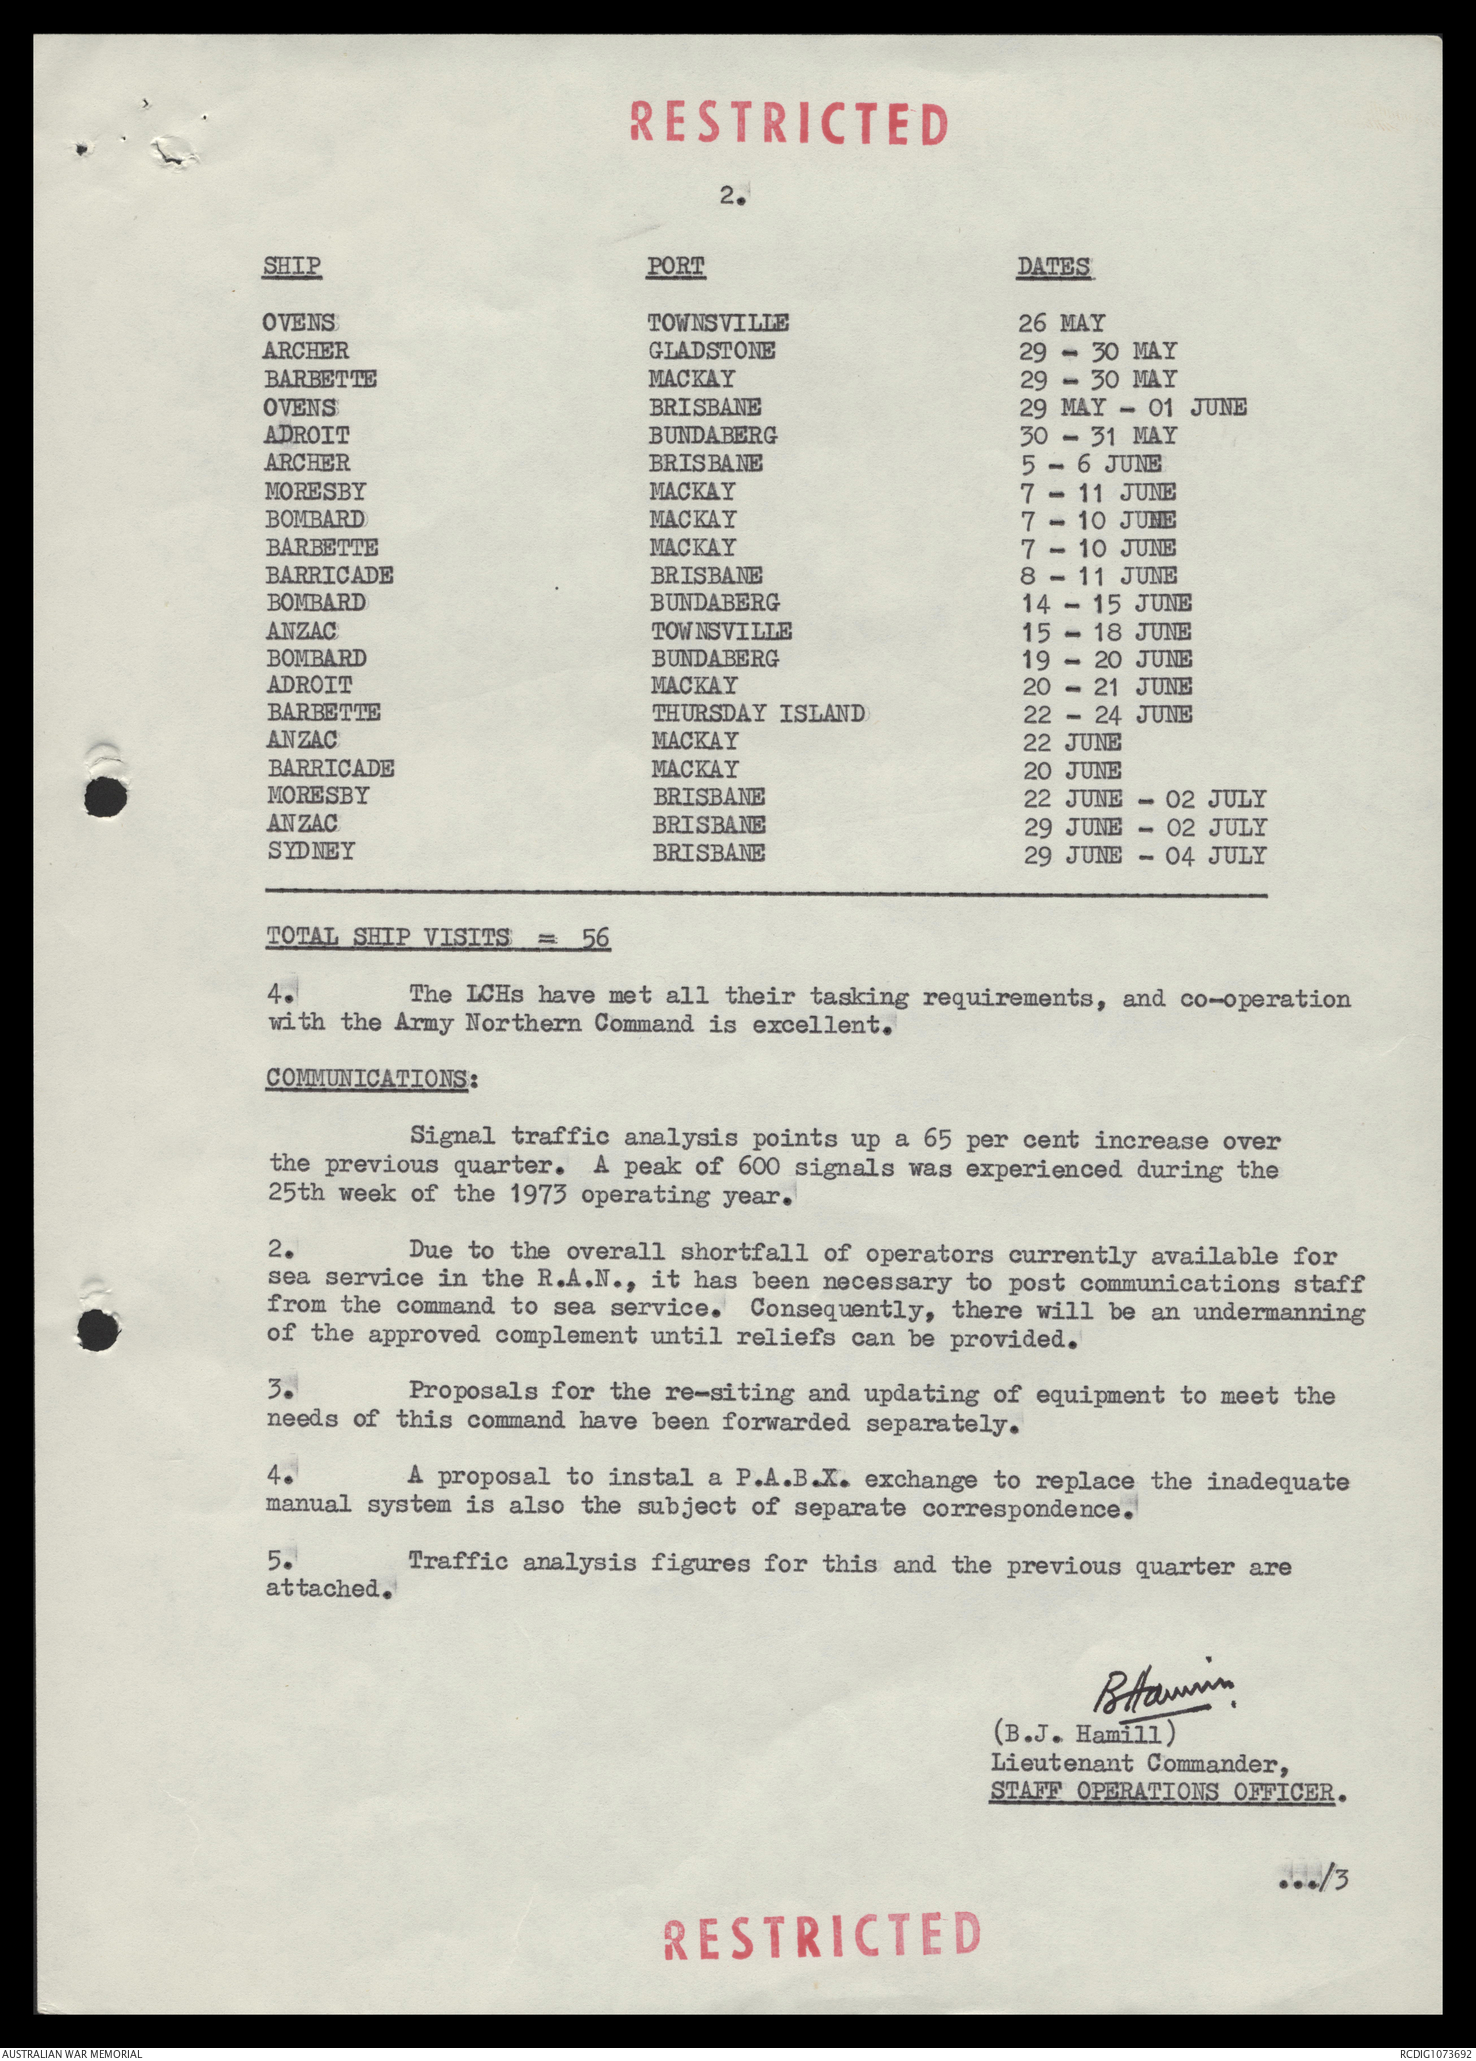 RESTRICTED
2.
SHIP PORT DATES
OVENS TOWNSVILLE 26 MAY
ARCHER GLADSTONE 29 - 30 MAY
BARBETTE MACKAY 29 - 30 MAY
OVENS BRISBANE 29 MAY - 01 JUNE
ADROIT BUNDABERG 30 - 31 MAY
ARCHER BRISBANE 5 - 6 JUNE
MORESBY MACKAY 7 - 11 JUNE
BOMBARD MACKAY 7 - 10 JUNE
BARBETTE MACKAY 7 - 10 JUNE
BARRICADE BRISBANE 8 - 11 JUNE
BOMBARD BUNDABERG 14 - 15 JUNE
ANZAC TOWNSVILLE 15 - 18 JUNE
BOMBARD BUNDABERG 19 - 20 JUNE
ADROIT MACKAY 20 - 21 JUNE
BARBETTE THURSDAY ISLAND 22 - 24 JUNE
ANZAC MACKAY 22 JUNE
BARRICADE MACKAY 20 JUNE
MORESBY BRISBANE 22 JUNE - 02 JULY
ANZAC BRISBANE 29 JUNE - 02 JULY
SYDNEY BRISBANE 29 JUNE - 04 JULY
TOTAL SHIP VISITS = 56
4. The LCHs have met all their tasking requirements, and co-operation
with the Army Northern Command is excellent.
COMMUNICATIONS:
Signal traffic analysis points up a 65 per cent increase over
the previous quarter. A peak of 600 signals was experienced during the
25th week of the 1973 operating year.
2. Due to the overall shortfall of operators currently available for
sea service in the R.A.N., it has been necessary to post communications staff
from the command to sea service. Consequently, there will be an undermanning
of the approved complement until reliefs can be provided.
3. Proposals for the re-siting and updating of equipment to meet the
needs of this command have been forwarded separately.
4. A proposal to instal a P.A.B.X. exchange to replace the inadequate
manual system is also the subject of separate correspondence.
5. Traffic analysis figures for this and the previous quarter are
attached.
(B.J. Hamill)
Lieutenant Commander,
STAFF OPERATIONS OFFICER.
.../3
RESTRICTED
AUSTRALIAN WAR MEMORIAL RCDIG1073692